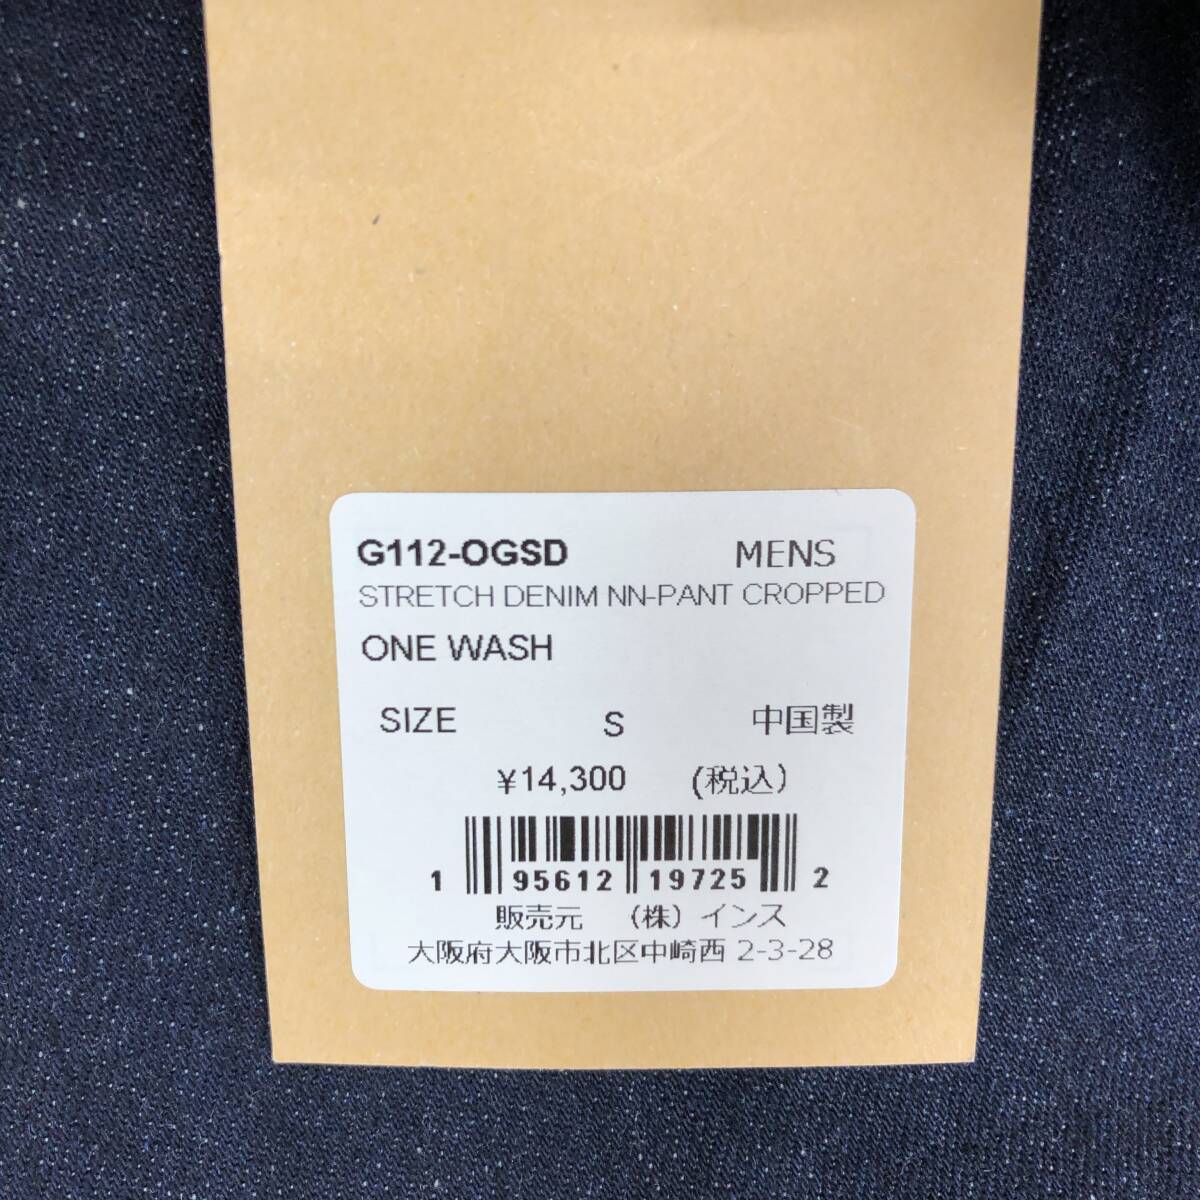 G112-OGSD MENS
STRETCH DENIM NN-PANT CROPPED
ONE WASH
SIZE S 中国製
¥14,300 (税込)
1 95612 19725 2
販売元 (株) インス
大阪府大阪市北区中崎西 2-3-28